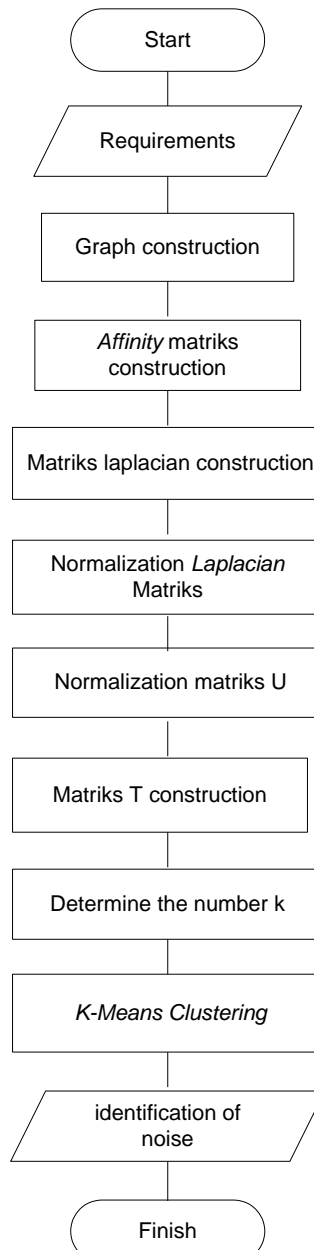 Start
Requirements
Graph construction
Affinity matriks
construction
Matriks laplacian construction
Normalization Laplacian
Matriks
Normalization matriks U
Matriks T construction
Determine the number k
K-Means Clustering
identification of
noise
Finish